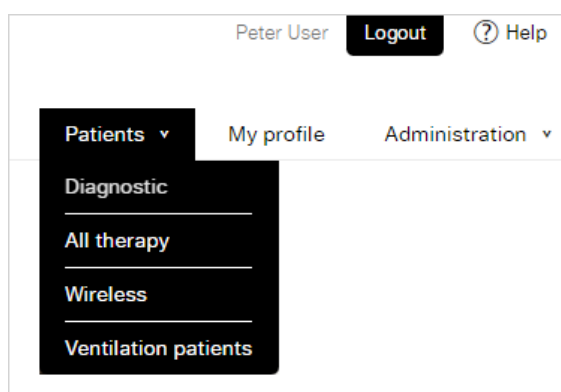 Peter User Logout Help
Patients My profile Administration
Diagnostic
All therapy
Wireless
Ventilation patients